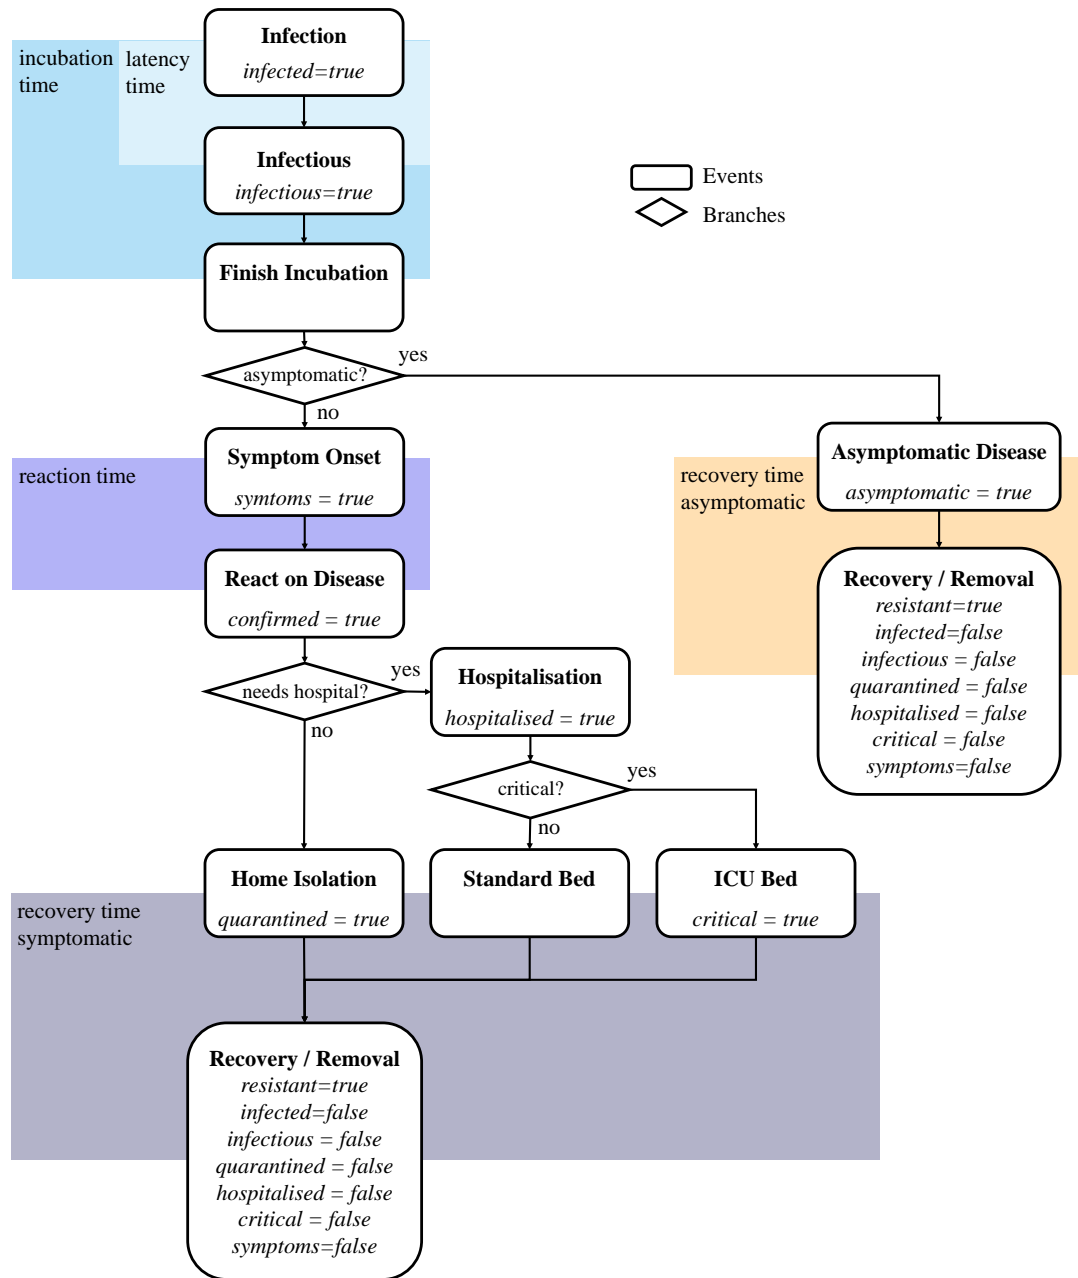 Infection
infected=true
incubation
time
latency
time
Infectious
infectious=true
Events
Branches
Finish Incubation
asymptomatic?
yes
no
Symptom Onset
symtoms = true
reaction time
React on Disease
confirmed = true
Asymptomatic Disease
asymptomatic = true
recovery time
asymptomatic
Recovery / Removal
resistant=true
infected=false
infectious = false
quarantined = false
hospitalised = false
critical = false
symptoms=false
needs hospital?
yes
no
Hospitalisation
hospitalised = true
critical?
yes
no
Home Isolation
quarantined = true
Standard Bed
ICU Bed
critical = true
recovery time
symptomatic
Recovery / Removal
resistant=true
infected=false
infectious = false
quarantined = false
hospitalised = false
critical = false
symptoms=false